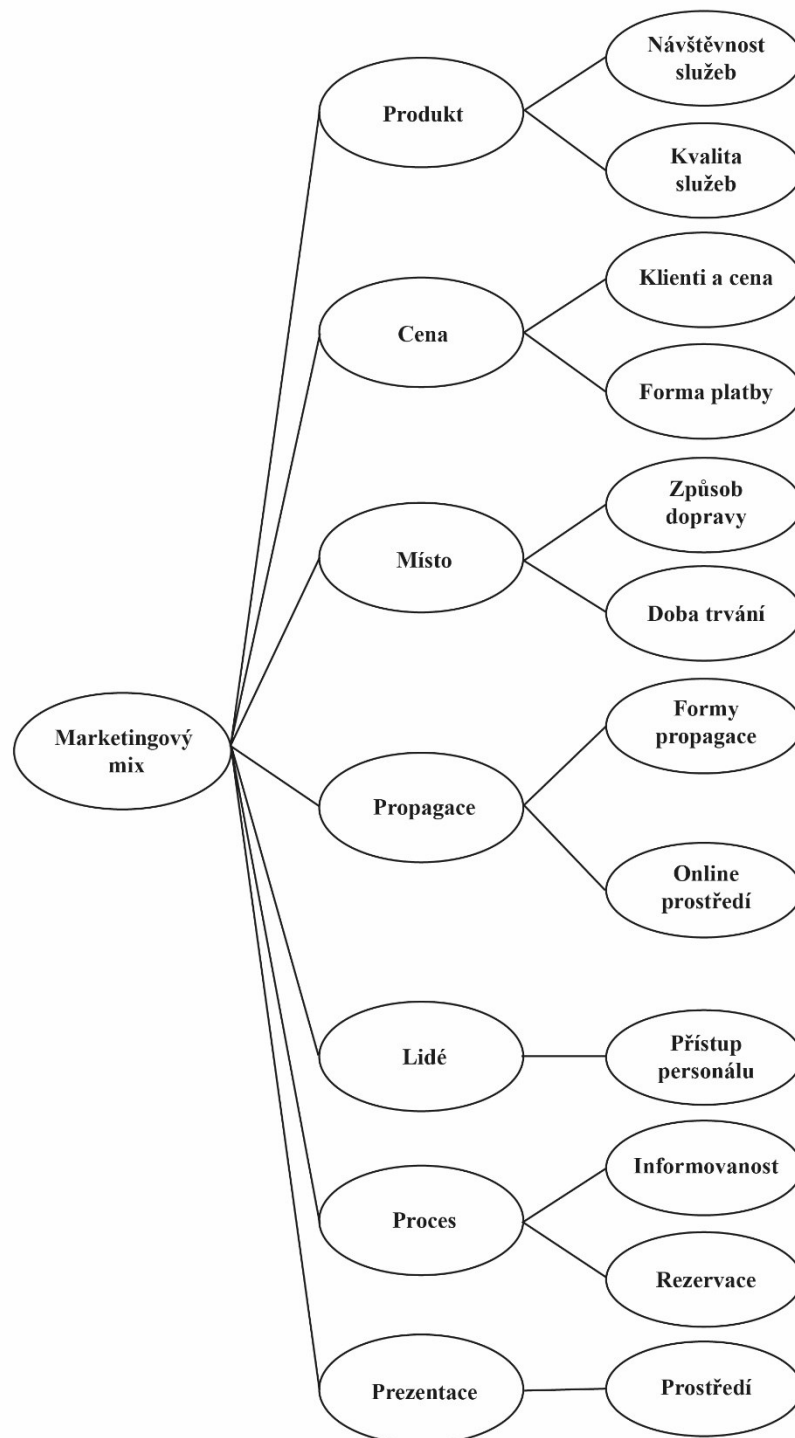 Návštěvnost
služeb
Produkt
Kvalita
služeb
Klienti a cena
Cena
Forma platby
Způsob
dopravy
Místo
Doba trvání
Formy
propagace
Marketingový
mix
Propagace
Online
prostředí
Lidé
Přístup
personálu
Informovanost
Proces
Rezervace
Prezentace
Prostředí